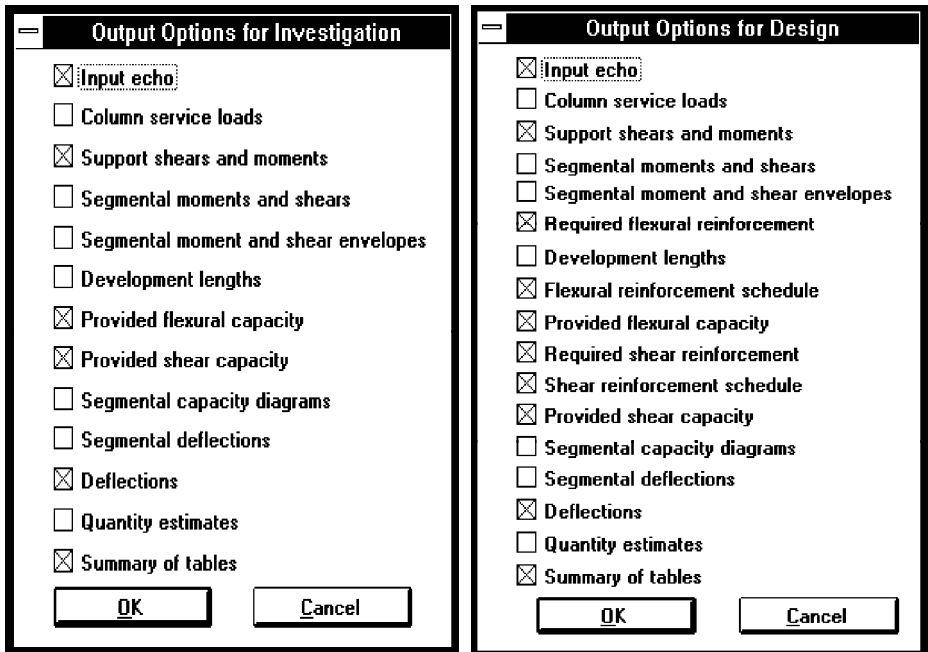 Output Options for Investigation
Input echo
Column service loads
Support shears and moments
Segmental moments and shears
Segmental moment and shear envelopes
Development lengths
Provided flexural capacity
Provided shear capacity
Segmental capacity diagrams
Segmental deflections
Deflections
Quantity estimates
Summary of tables
OK
Cancel
Output Options for Design
Input echo
Column service loads
Support shears and moments
Segmental moments and shears
Segmental moment and shear envelopes
Required flexural reinforcement
Development lengths
Flexural reinforcement schedule
Provided flexural capacity
Required shear reinforcement
Shear reinforcement schedule
Provided shear capacity
Segmental capacity diagrams
Segmental deflections
Deflections
Quantity estimates
Summary of tables
OK
Cancel